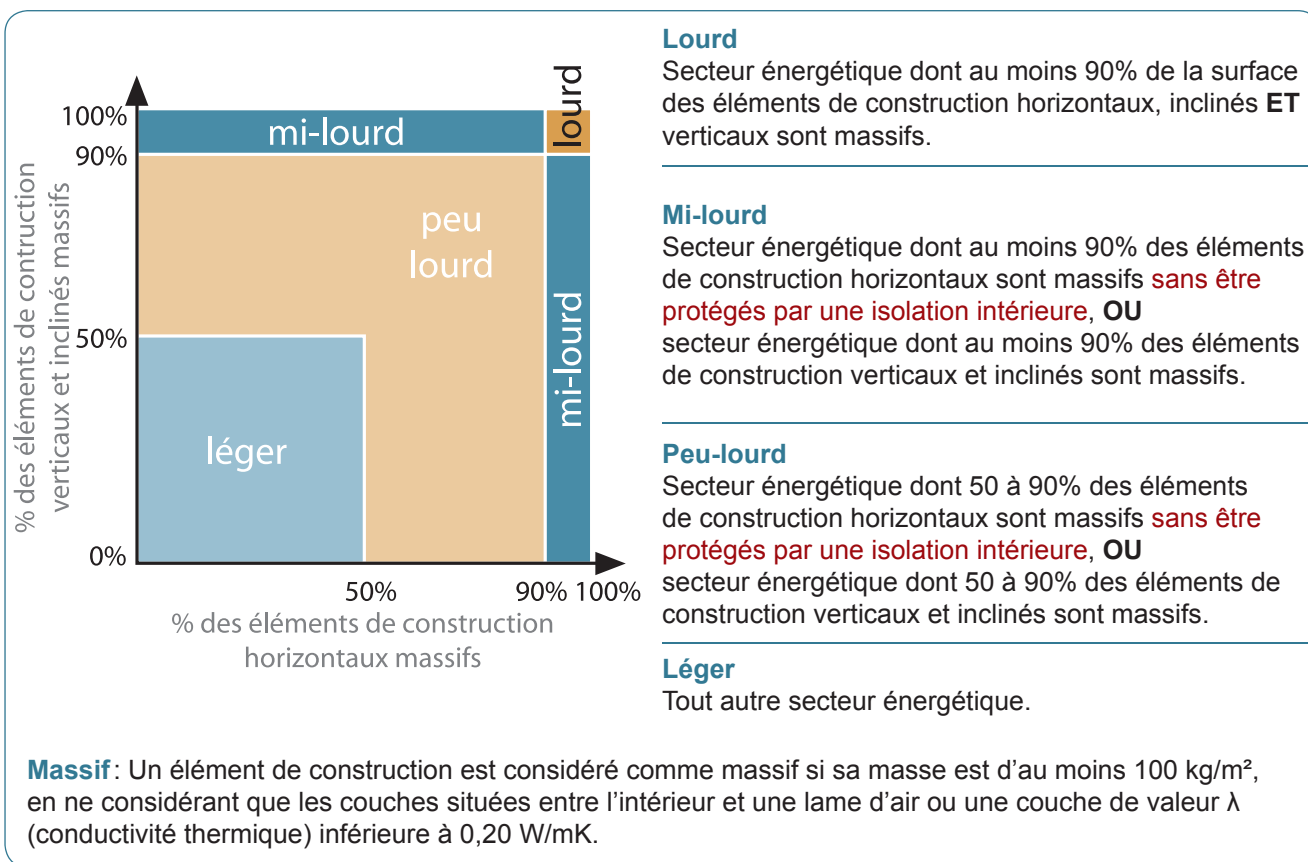 100%
90%
50%
0%
% des éléments de contruction
verticaux et inclinés massifs
mi-lourd
lourd
peu
lourd
mi-lourd
léger
50%
90% 100%
% des éléments de construction
horizontaux massifs
Lourd
Secteur énergétique dont au moins 90% de la surface
des éléments de construction horizontaux, inclinés ET
verticaux sont massifs.
Mi-lourd
Secteur énergétique dont au moins 90% des éléments
de construction horizontaux sont massifs sans être
protégés par une isolation intérieure, OU
secteur énergétique dont au moins 90% des éléments
de construction verticaux et inclinés sont massifs.
Peu-lourd
Secteur énergétique dont 50 à 90% des éléments
de construction horizontaux sont massifs sans être
protégés par une isolation intérieure, OU
secteur énergétique dont 50 à 90% des éléments de
construction verticaux et inclinés sont massifs.
Léger
Tout autre secteur énergétique.
Massif : Un élément de construction est considéré comme massif si sa masse est d’au moins 100 kg/m²,
en ne considérant que les couches situées entre l’intérieur et une lame d’air ou une couche de valeur λ
(conductivité thermique) inférieure à 0,20 W/mK.